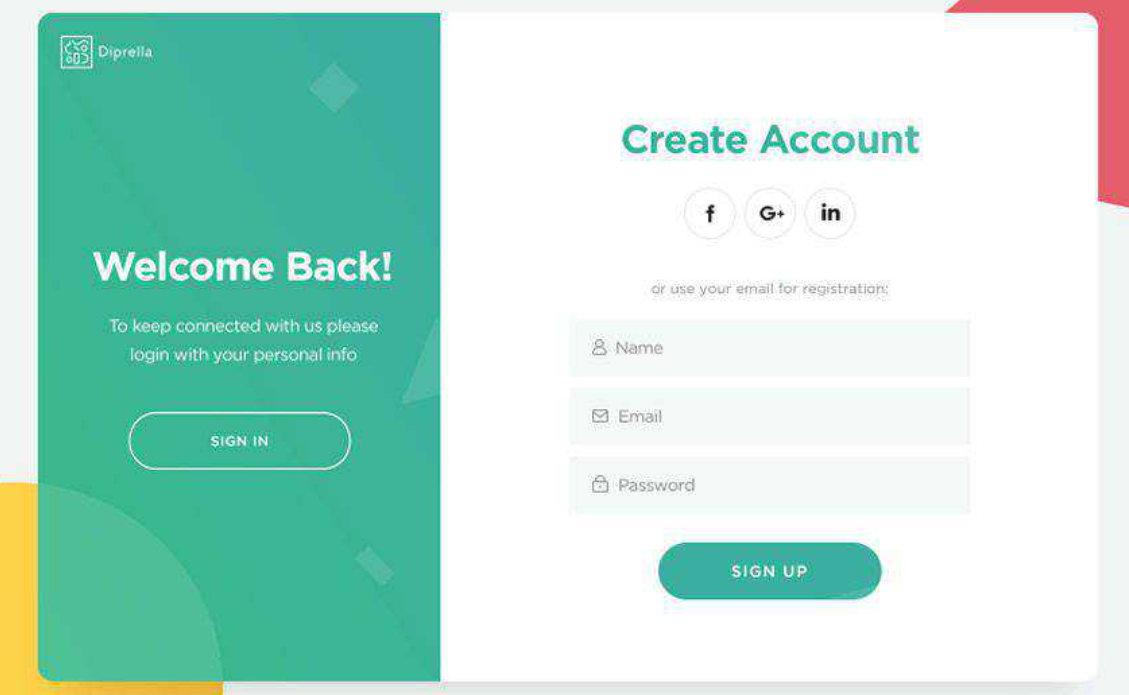 Diprella
Welcome Back!
To keep connected with us please
login with your personal info
SIGN IN
Create Account
f
G+
in
or use your email for registration:
Name
Email
Password
SIGN UP